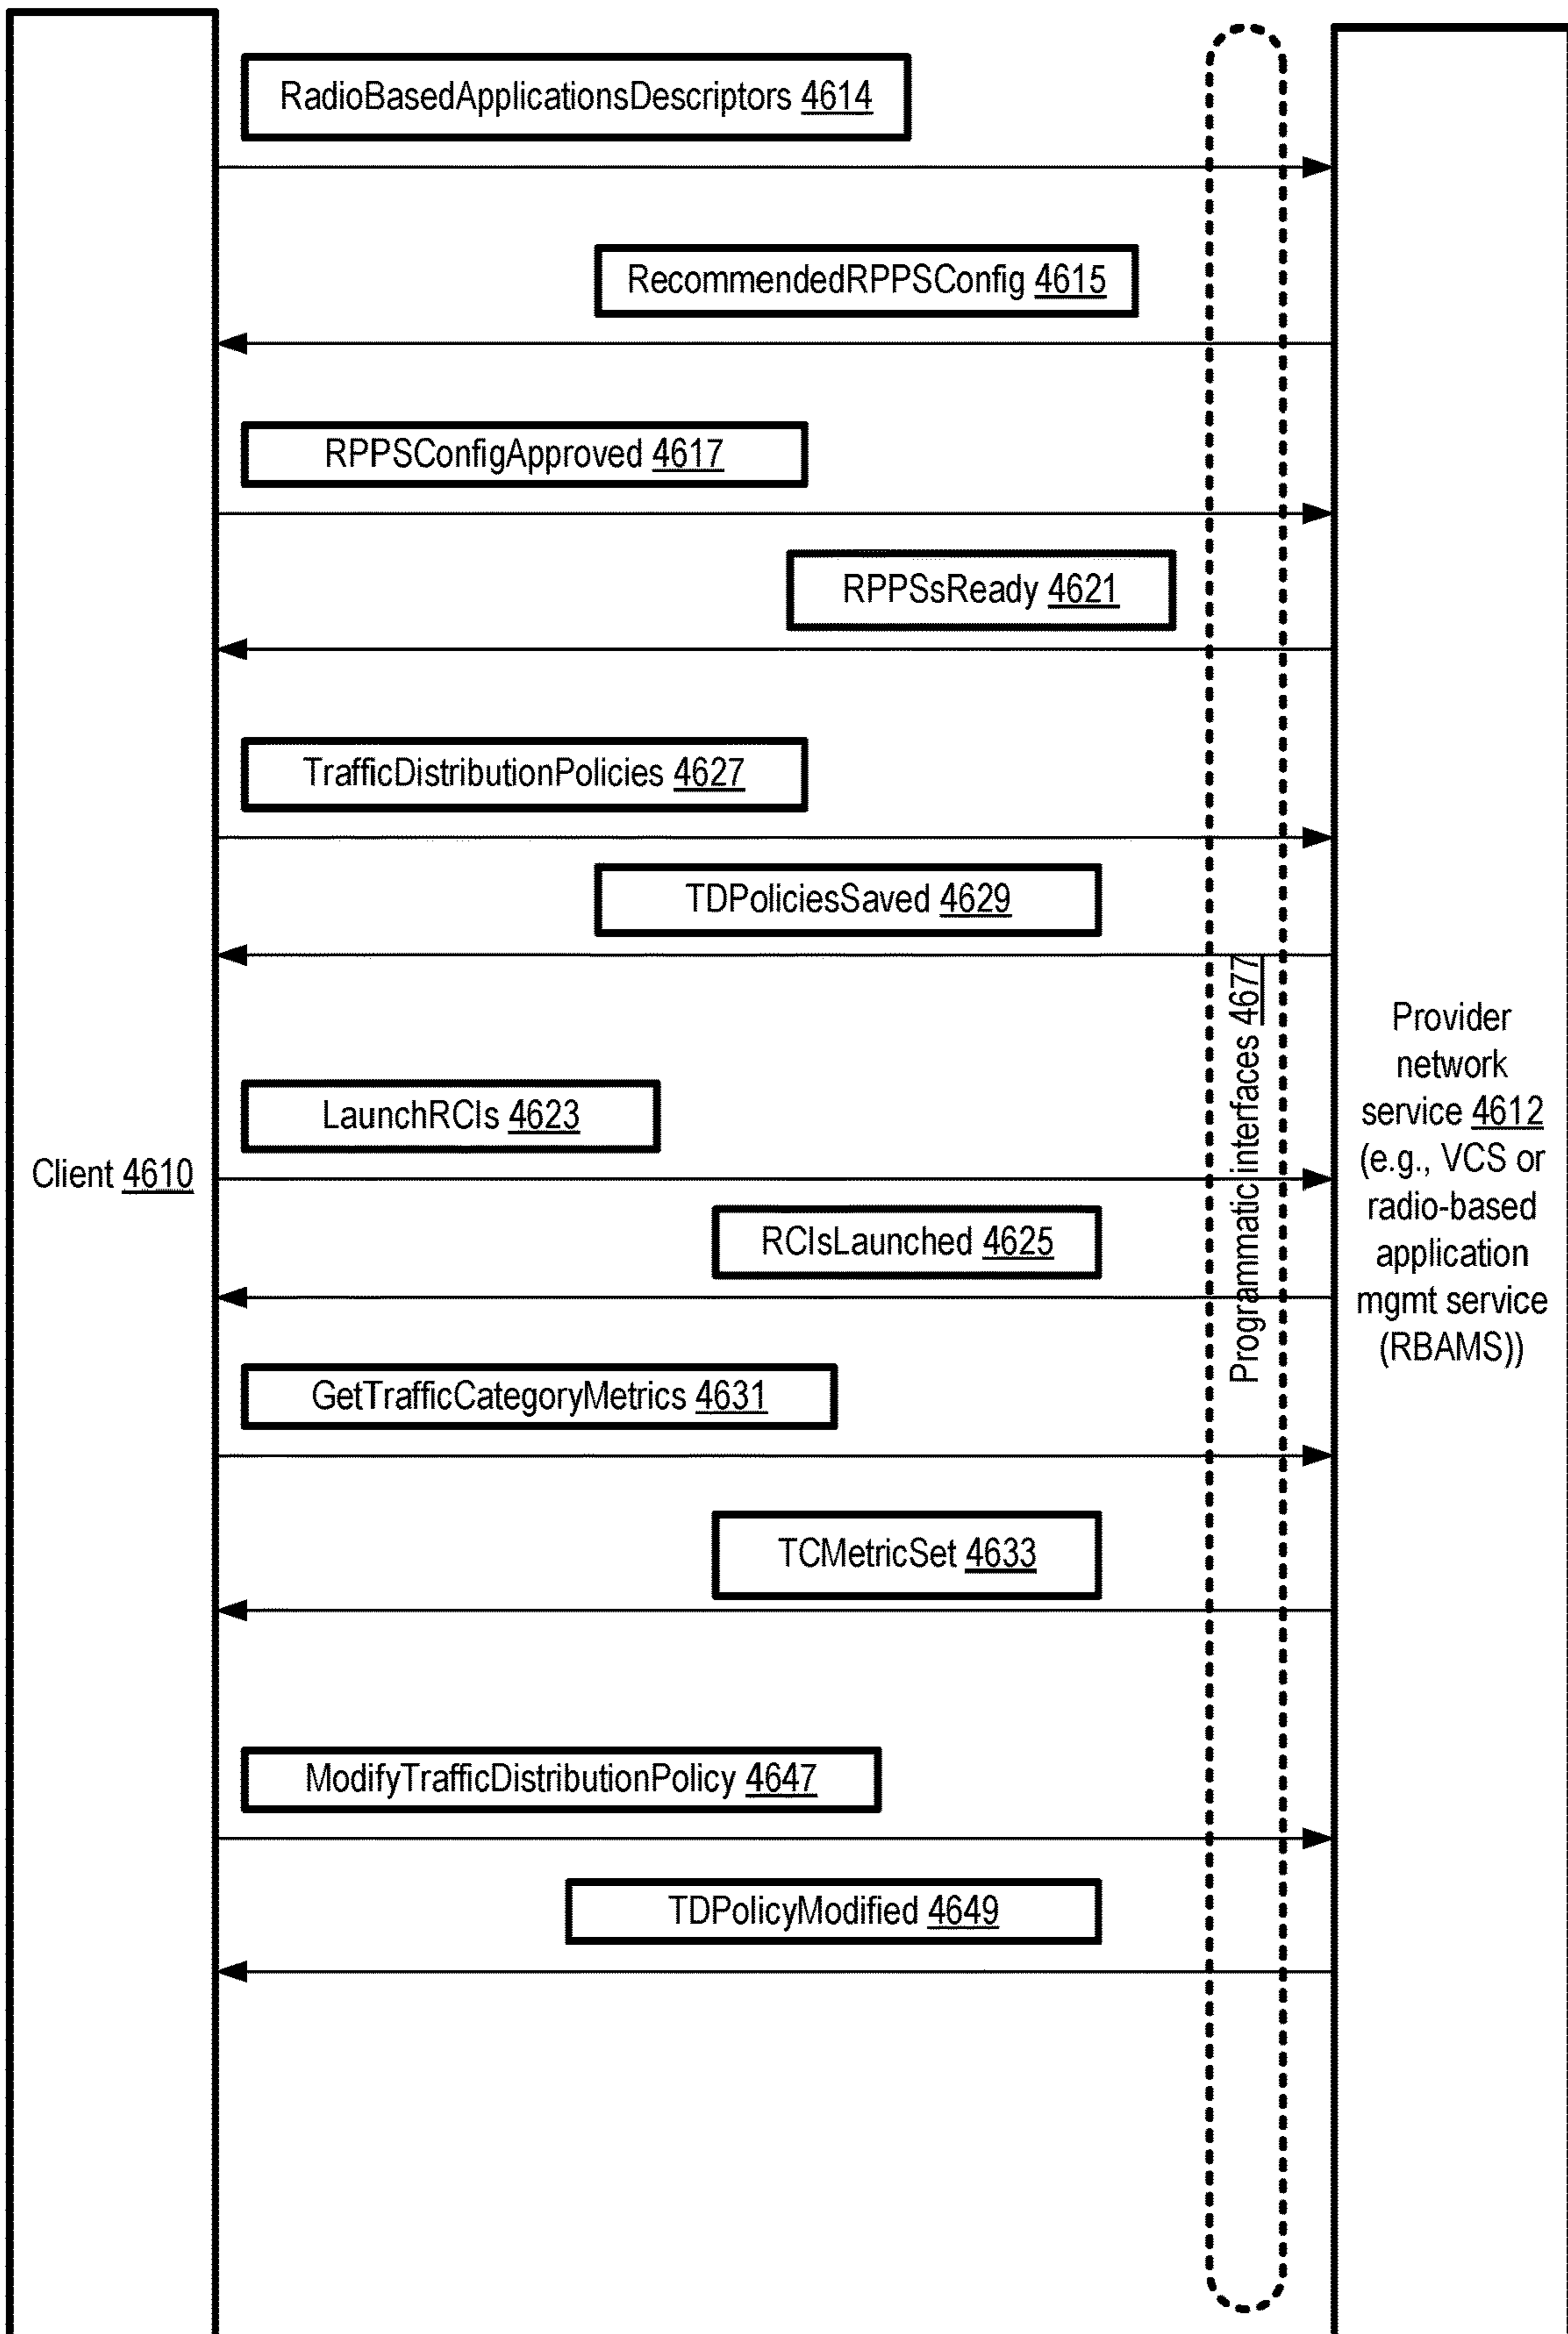 RadioBasedApplicationsDescriptors 4614
RecommendedRPPSConfig 4615
RPPSConfigApproved 4617
RPPSsReady 4621
TrafficDistributionPolicies 4627
TDPoliciesSaved 4629
LaunchRCIs 4623
Client 4610
RCIsLaunched 4625
Programmatic interfaces 4677
Provider
network
service 4612
(e.g., VCS or
radio-based
application
mgmt service
(RBAMS))
GetTrafficCategoryMetrics 4631
TCMetricSet 4633
ModifyTrafficDistributionPolicy 4647
TDPolicyModified 4649